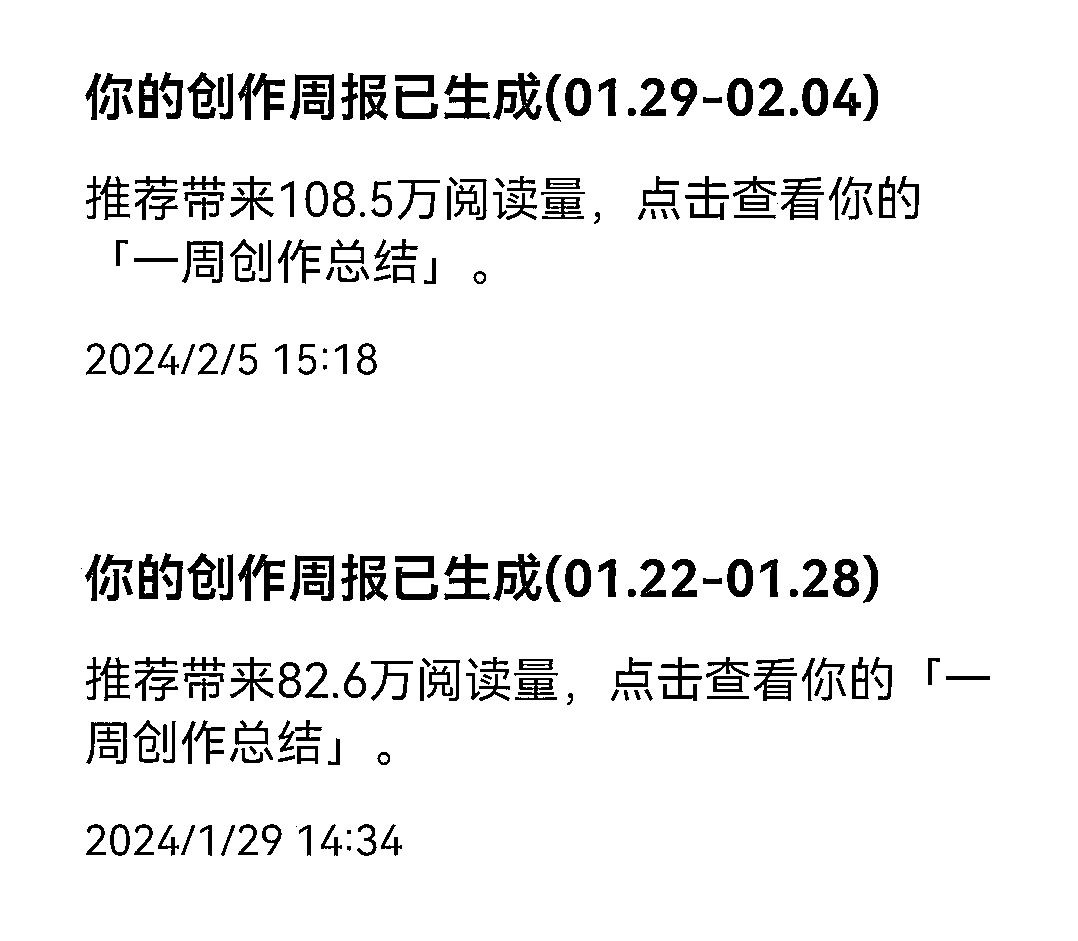 你的创作周报已生成(01.29-02.04)
推荐带来108.5万阅读量，点击查看你的
「一周创作总结」。
2024/2/5 15:18
你的创作周报已生成(01.22-01.28)
推荐带来82.6万阅读量，点击查看你的「一
周创作总结」。
2024/1/29 14:34